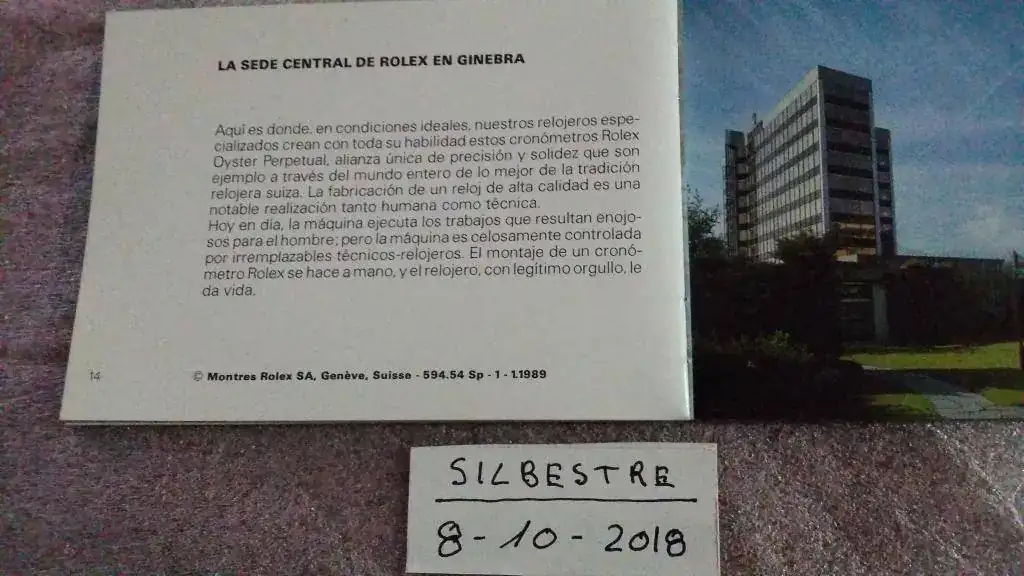 LA SEDE CENTRAL DE ROLEX EN GINEBRA
Aquí es donde, en condiciones ideales, nuestros relojeros espe-
cializados crean con toda su habilidad estos cronómetros Rolex
Oyster Perpetual, alianza única de precisión y solidez que son
ejemplo a través del mundo entero de lo mejor de la tradición
relojera suiza. La fabricación de un reloj de alta calidad es una
notable realización tanto humana como técnica.
Hoy en día, la máquina ejecuta los trabajos que resultan enojo-
sos para el hombre; pero la máquina es celosamente controlada
por irremplazables técnicos-relojeros. El montaje de un cronó-
metro Rolex se hace a mano, y el relojero, con legítimo orgullo, le
da vida.
14
© Montres Rolex SA, Genève, Suisse - 594.54 Sp - 1 - 1.1989
SILBESTRE
8-10-2018